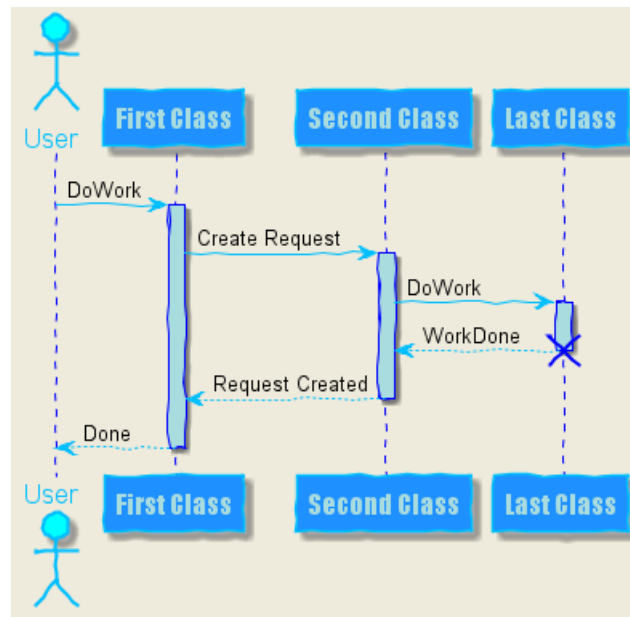 User
First Class
Second Class
Last Class
DoWork
Create Request
DoWork
WorkDone
Request Created
Done
User
First Class
Second Class
Last Class